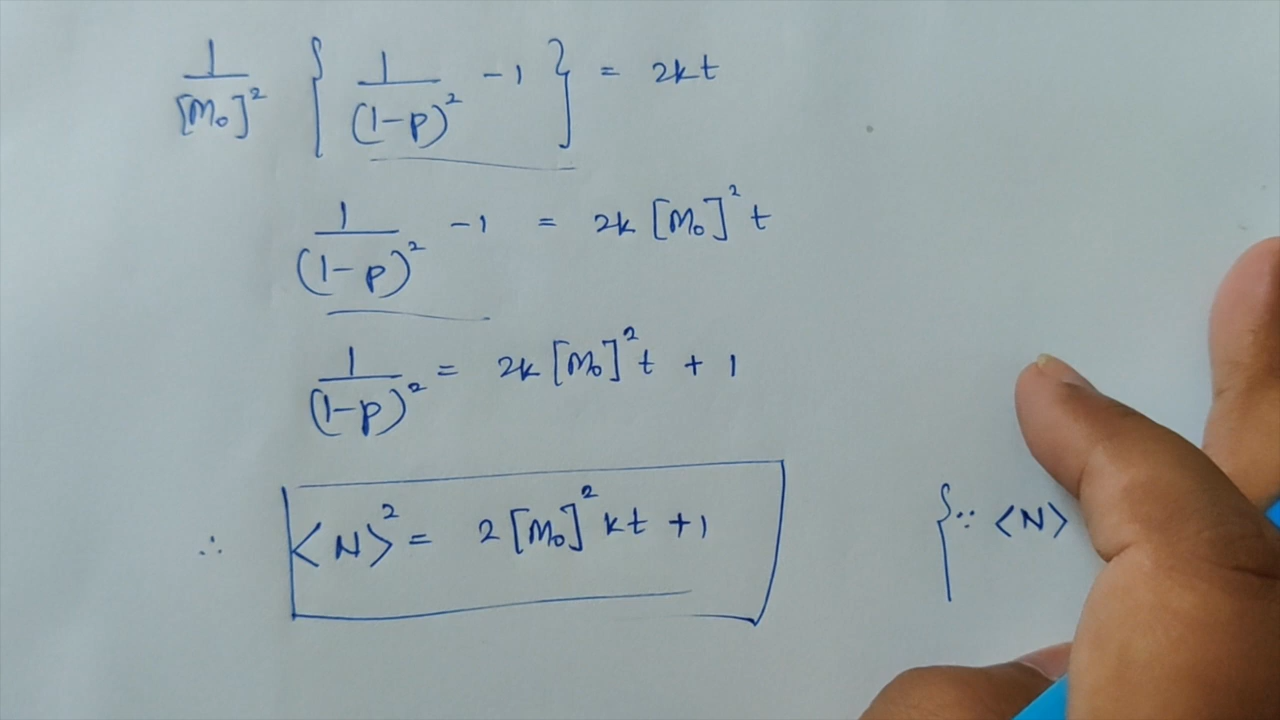 1/[M₀]² { 1/(1-p)² - 1 } = 2kt
1/(1-p)² - 1 = 2k [M₀]² t
1/(1-p)² = 2k [M₀]² t + 1
∴ <N>² = 2 [M₀]² kt + 1
{∵ <N>